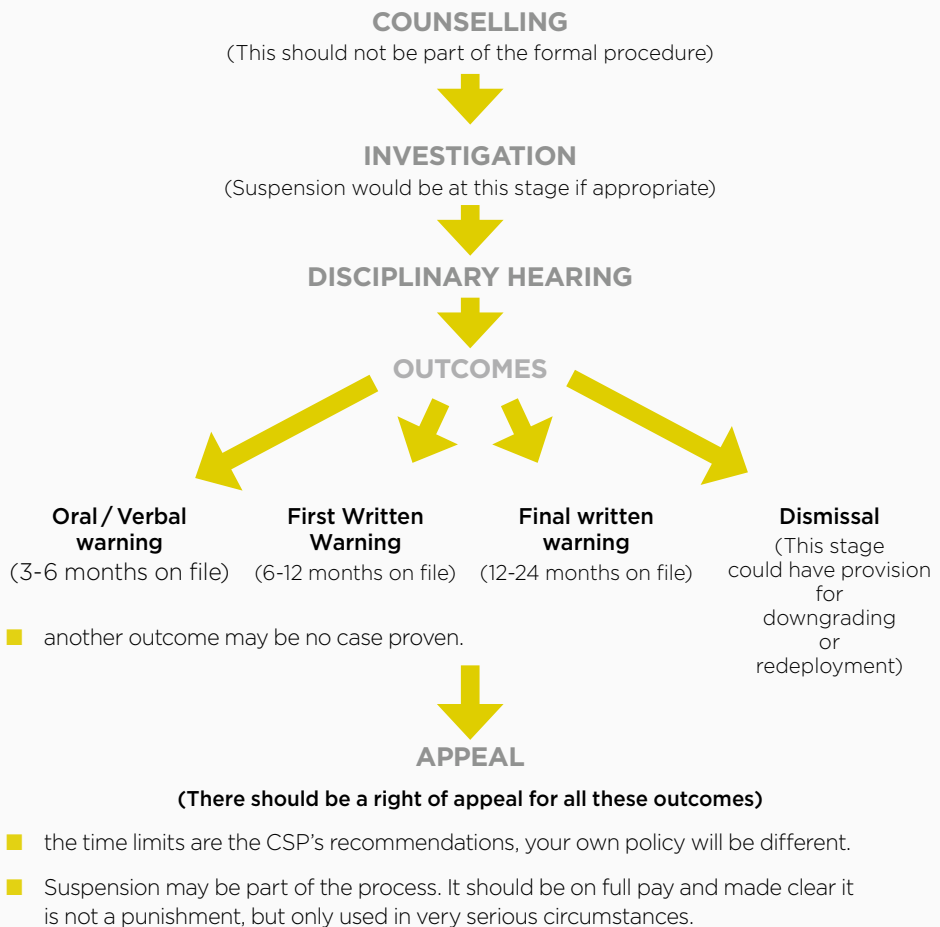 COUNSELLING
(This should not be part of the formal procedure)
INVESTIGATION
(Suspension would be at this stage if appropriate)
DISCIPLINARY HEARING
OUTCOMES
Oral / Verbal
warning
(3-6 months on file)
First Written
Warning
(6-12 months on file)
Final written
warning
(12-24 months on file)
Dismissal
(This stage
could have provision
for
downgrading
or
redeployment)
another outcome may be no case proven.
APPEAL
(There should be a right of appeal for all these outcomes)
the time limits are the CSP’s recommendations, your own policy will be different.
Suspension may be part of the process. It should be on full pay and made clear it
is not a punishment, but only used in very serious circumstances.